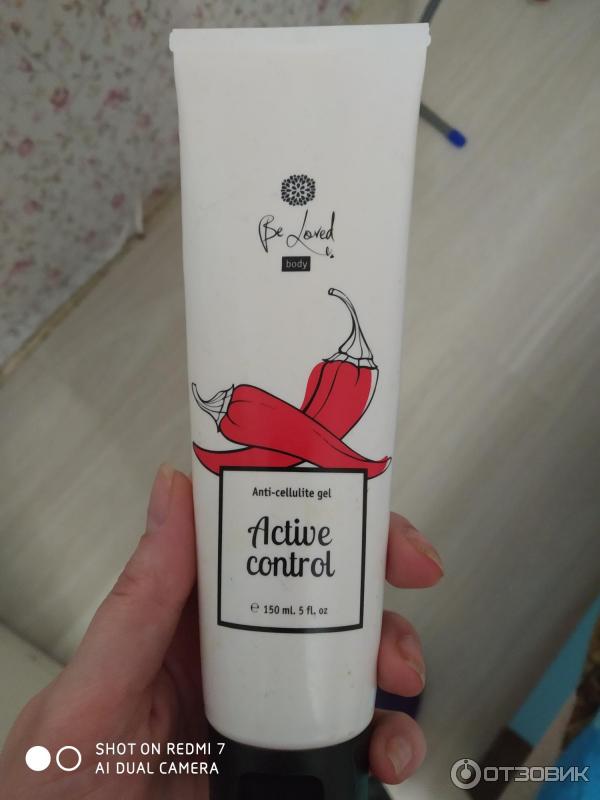 Be Loved
body
Anti-cellulite gel
Active
control
℮ 150 ml. 5 fl. oz
SHOT ON REDMI 7
AI DUAL CAMERA
ОТЗОВИК